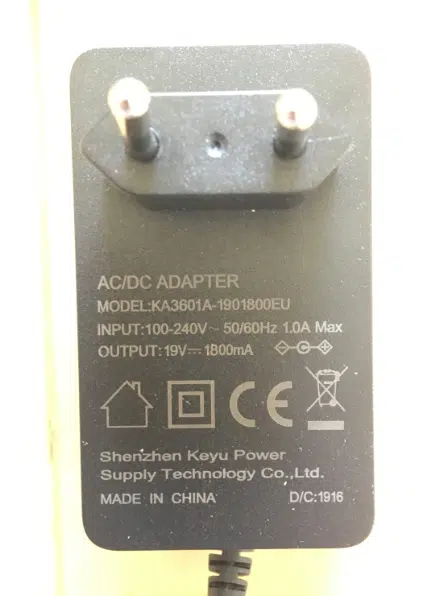 AC/DC ADAPTER
MODEL:KA3601A-1901800EU
INPUT:100-240V~ 50/60Hz 1.0A Max
OUTPUT:19V⎓1800mA
CE
Shenzhen Keyu Power
Supply Technology Co.,Ltd.
MADE IN CHINA D/C:1916